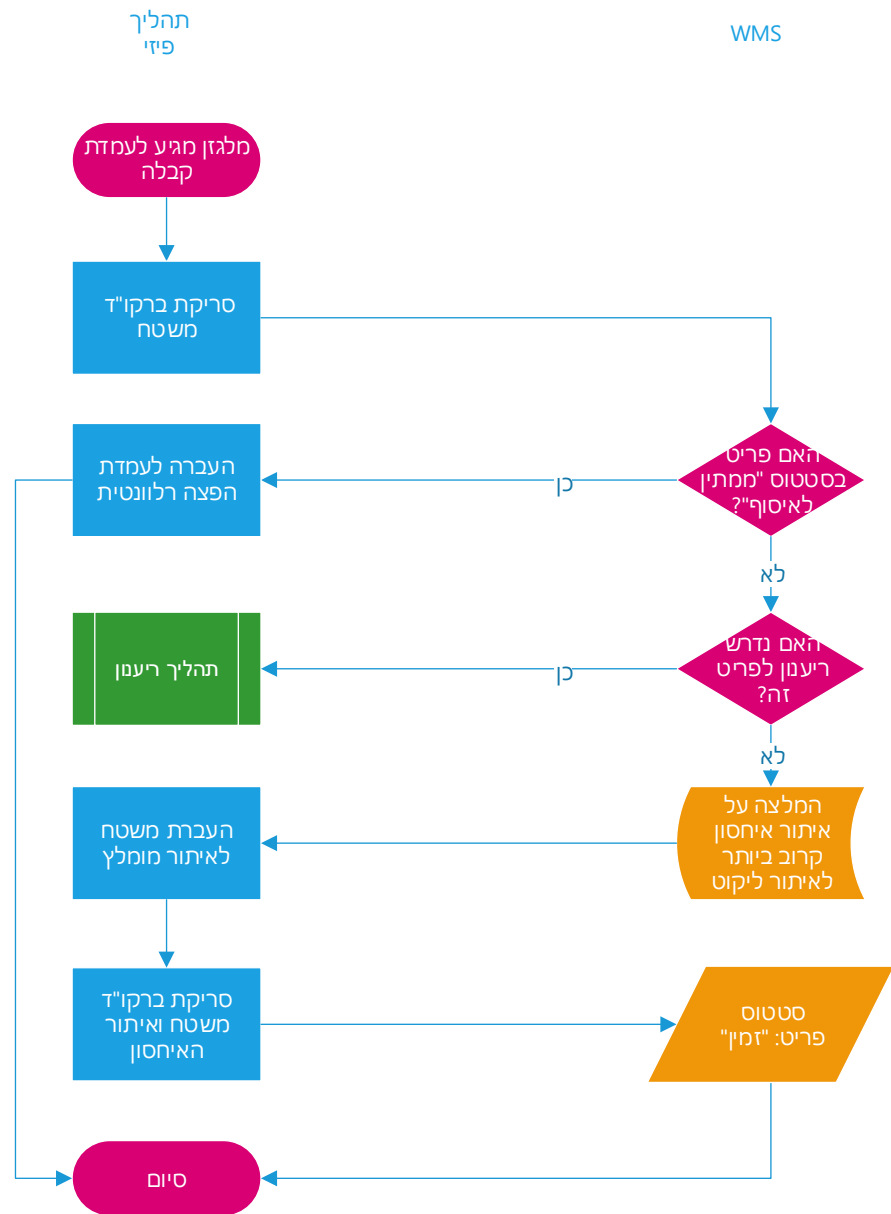 תהליך
פיזי
WMS
מלגזן מגיע לעמדת
קבלה
סריקת ברקו"ד
משטח
האם פריט
בסטטוס "ממתין
לאיסוף"?
כן
העברה לעמדת
הפצה רלוונטית
לא
האם נדרש
ריענון לפריט
זה?
כן
תהליך ריענון
לא
המלצה על
איתור איחסון
קרוב ביותר
לאיתור ליקוט
העברת משטח
לאיתור מומלץ
סריקת ברקו"ד
משטח ואיתור
האיחסון
סטטוס
פריט: "זמין"
סיום